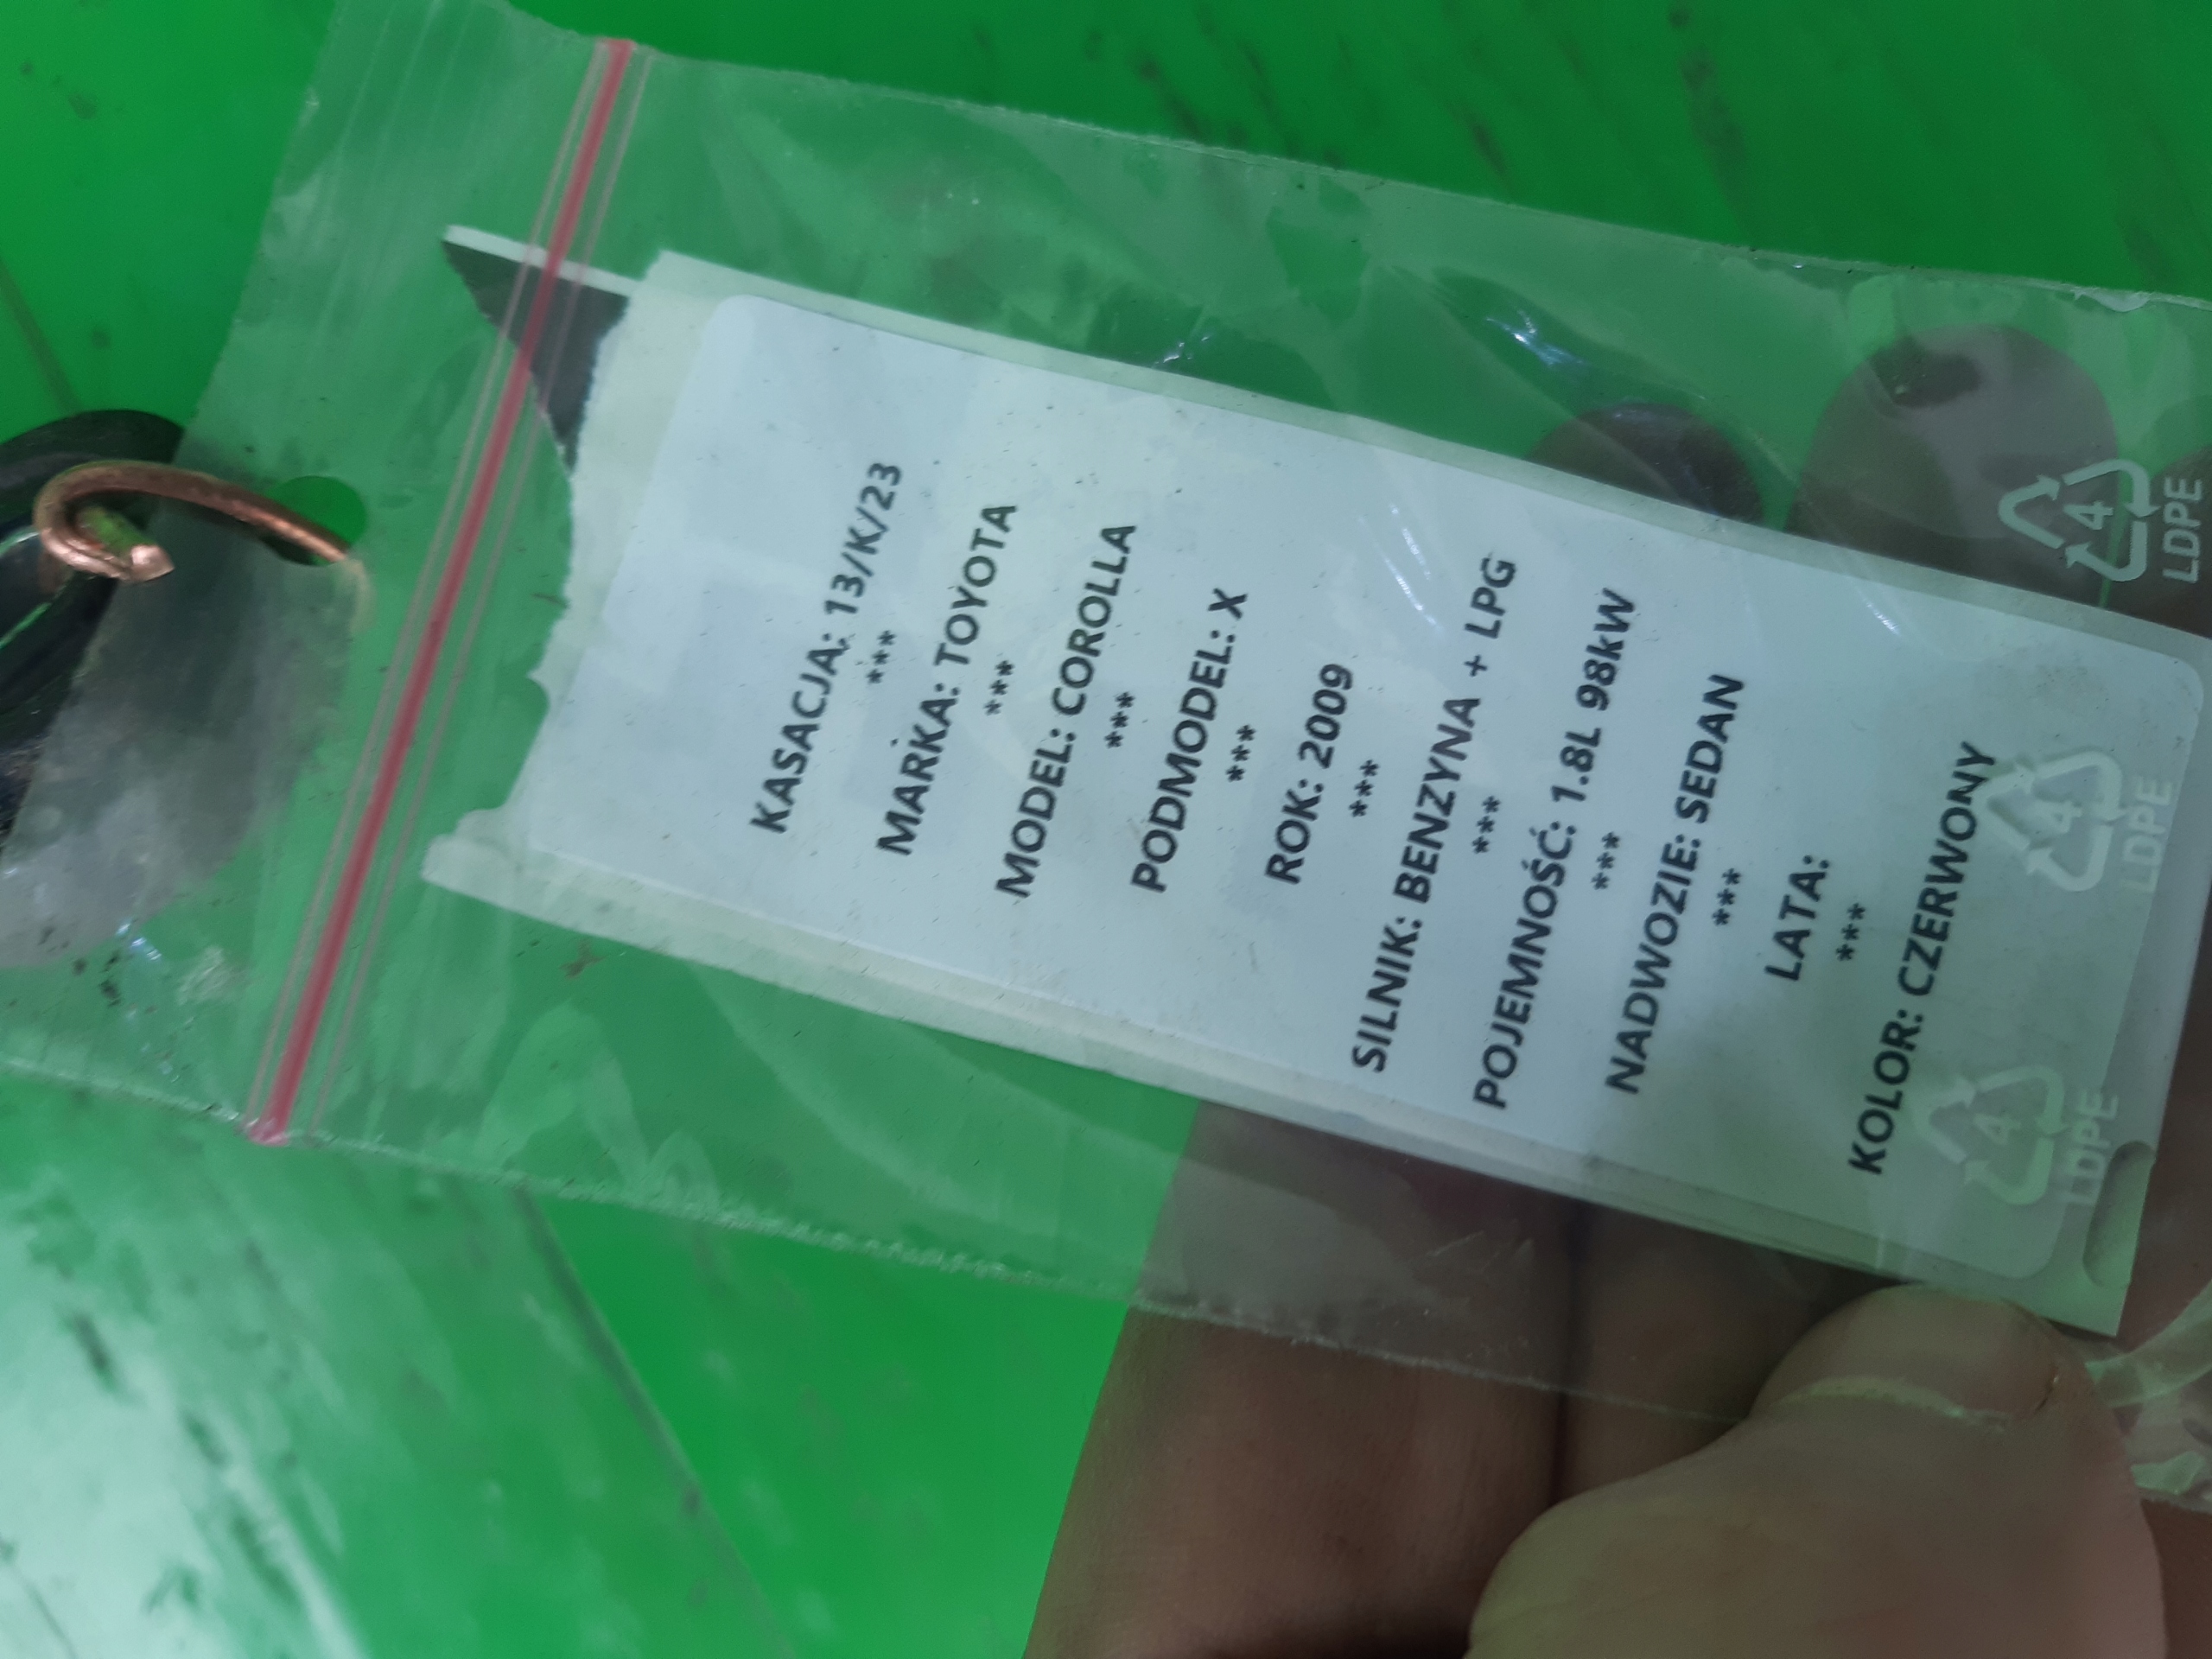 KASACJA: 13/K/23
***
MARKA: TOYOTA
***
MODEL: COROLLA
***
PODMODEL: X
***
ROK: 2009
***
SILNIK: BENZYNA + LPG
***
POJEMNOŚĆ: 1.8L 98kW
***
NADWOZIE: SEDAN
***
LATA:
***
KOLOR: CZERWONY
4
LDPE
4
LDPE
4
LDPE